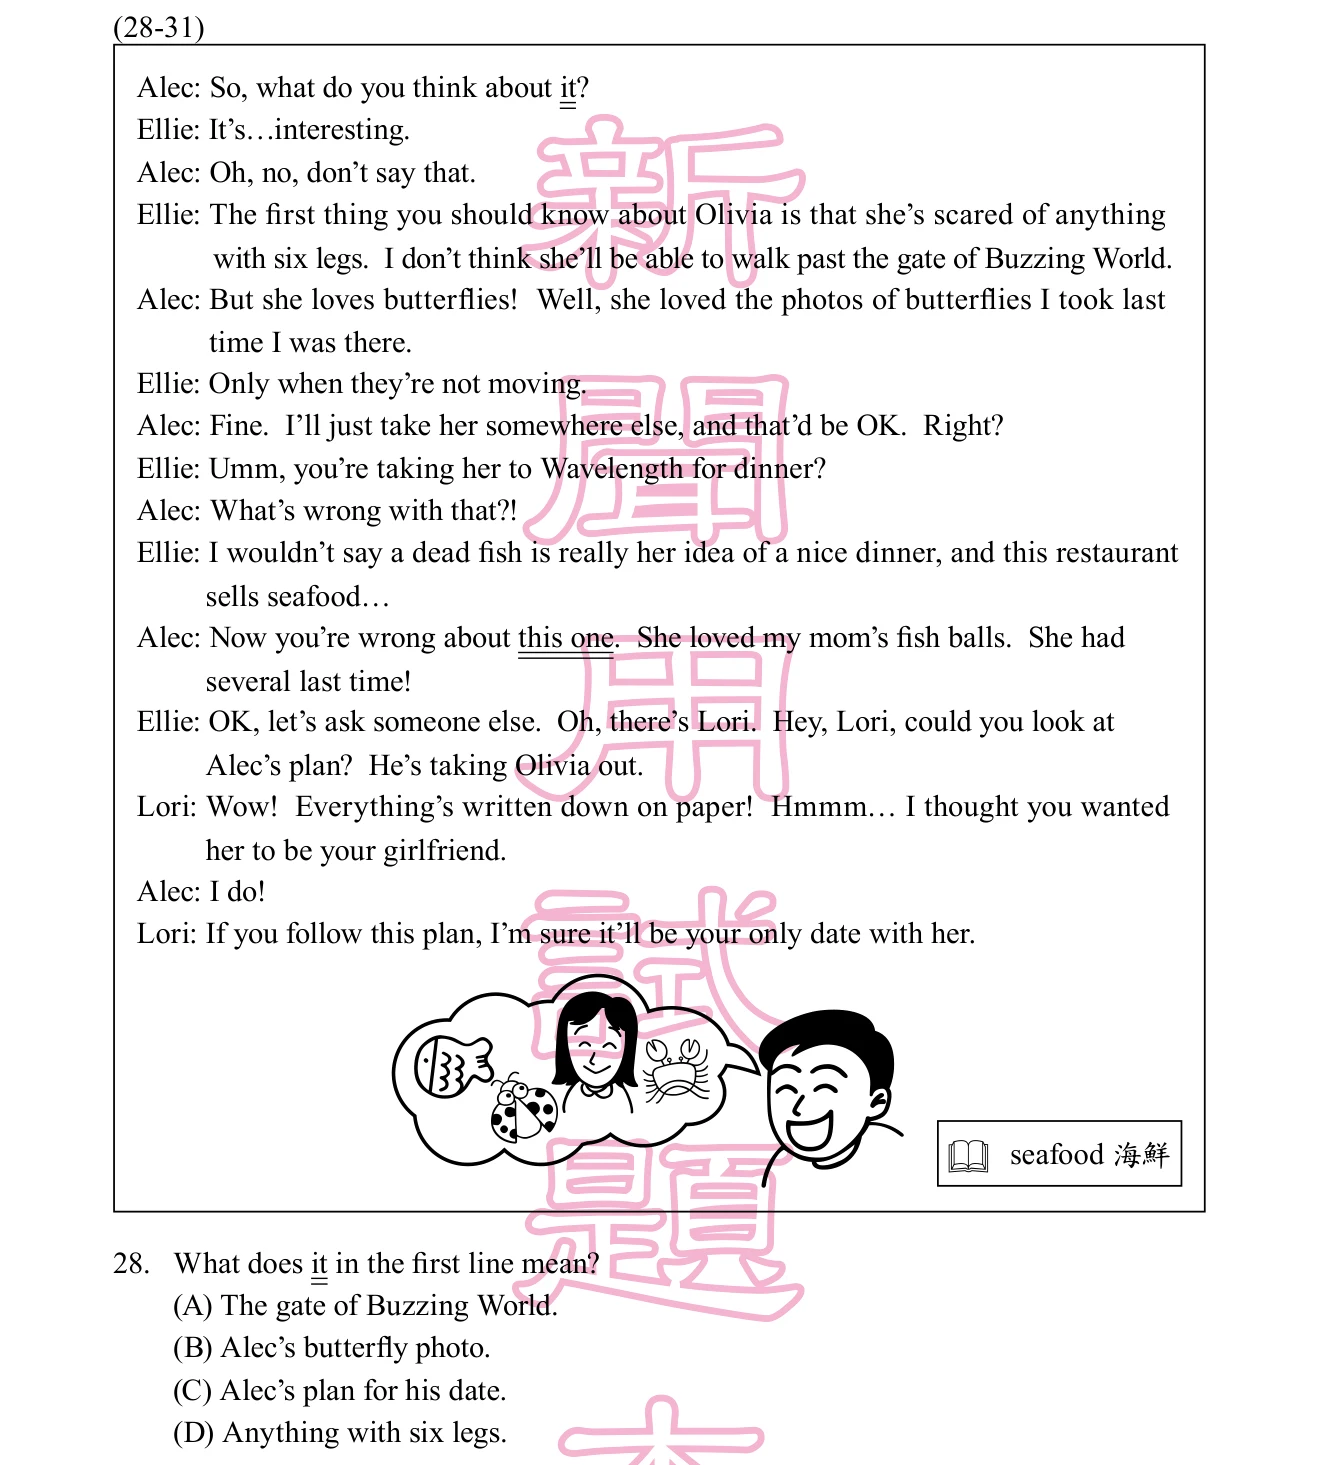 (28-31)
Alec: So, what do you think about it?
Ellie: It's…interesting.
Alec: Oh, no, don't say that.
Ellie: The first thing you should know about Olivia is that she's scared of anything
with six legs.  I don't think she'll be able to walk past the gate of Buzzing World.
Alec: But she loves butterflies!  Well, she loved the photos of butterflies I took last
time I was there.
Ellie: Only when they're not moving.
Alec: Fine.  I'll just take her somewhere else, and that'd be OK.  Right?
Ellie: Umm, you're taking her to Wavelength for dinner?
Alec: What's wrong with that?!
Ellie: I wouldn't say a dead fish is really her idea of a nice dinner, and this restaurant
sells seafood…
Alec: Now you're wrong about this one.  She loved my mom's fish balls.  She had
several last time!
Ellie: OK, let's ask someone else.  Oh, there's Lori.  Hey, Lori, could you look at
Alec's plan?  He's taking Olivia out.
Lori: Wow!  Everything's written down on paper!  Hmmm… I thought you wanted
her to be your girlfriend.
Alec: I do!
Lori: If you follow this plan, I'm sure it'll be your only date with her.
seafood 海鮮
28. What does it in the first line mean?
(A) The gate of Buzzing World.
(B) Alec's butterfly photo.
(C) Alec's plan for his date.
(D) Anything with six legs.
新聞用試題